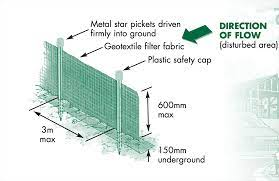 Metal star pickets driven
firmly into ground
Geotextile filter fabric
Plastic safety cap
DIRECTION
OF FLOW
(disturbed area)
600mm
max
3m
max
150mm
underground